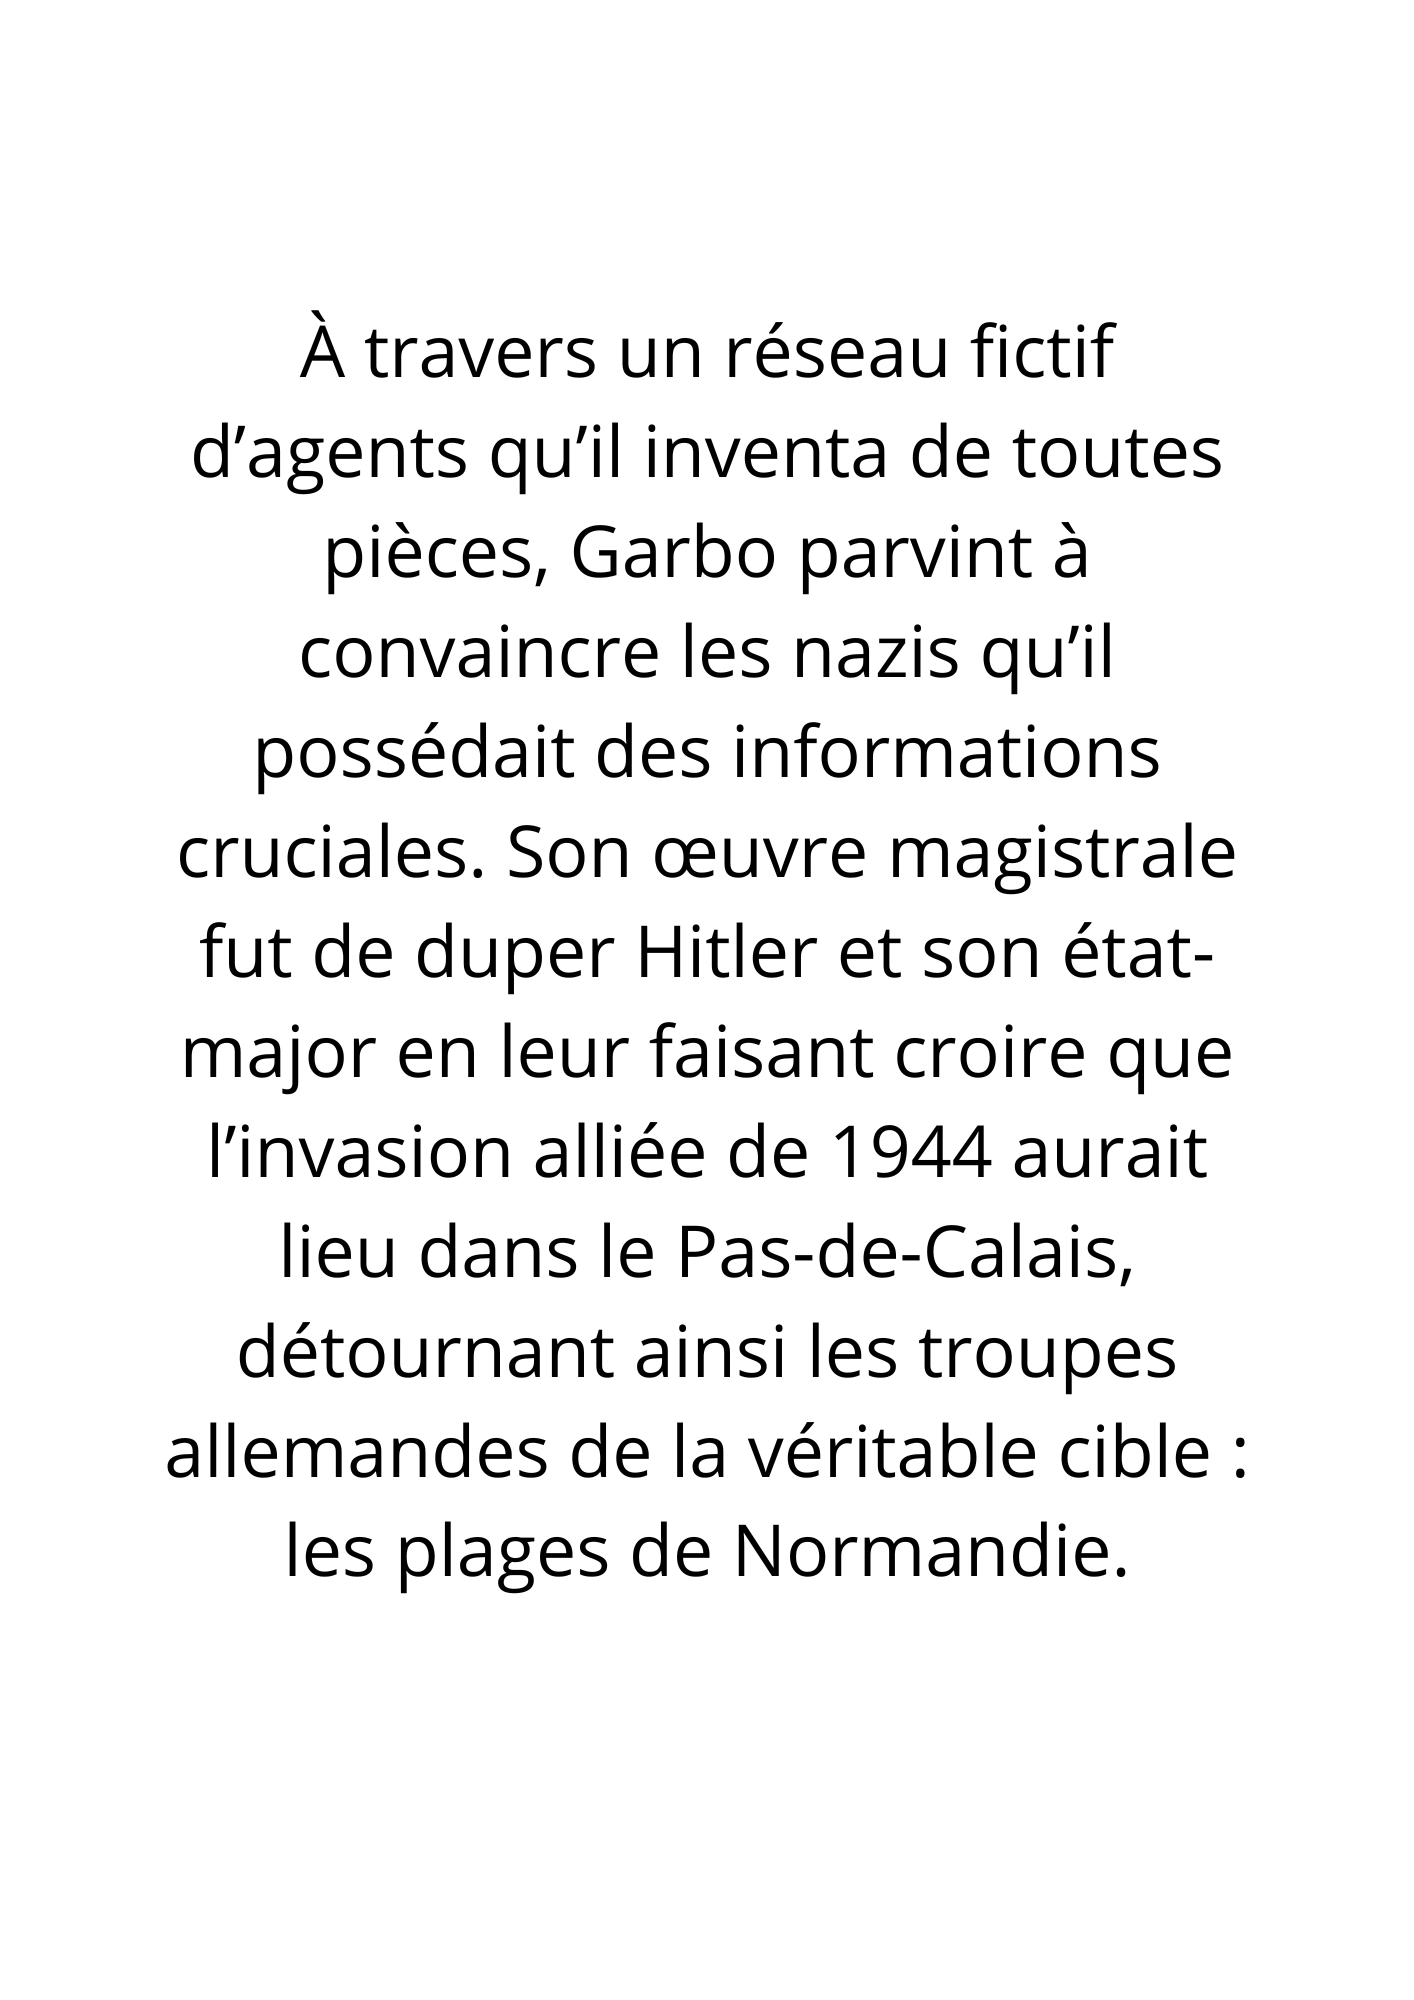 À travers un réseau fictif
d’agents qu’il inventa de toutes
pièces, Garbo parvint à
convaincre les nazis qu’il
possédait des informations
cruciales. Son œuvre magistrale
fut de duper Hitler et son état-
major en leur faisant croire que
l’invasion alliée de 1944 aurait
lieu dans le Pas-de-Calais,
détournant ainsi les troupes
allemandes de la véritable cible :
les plages de Normandie.